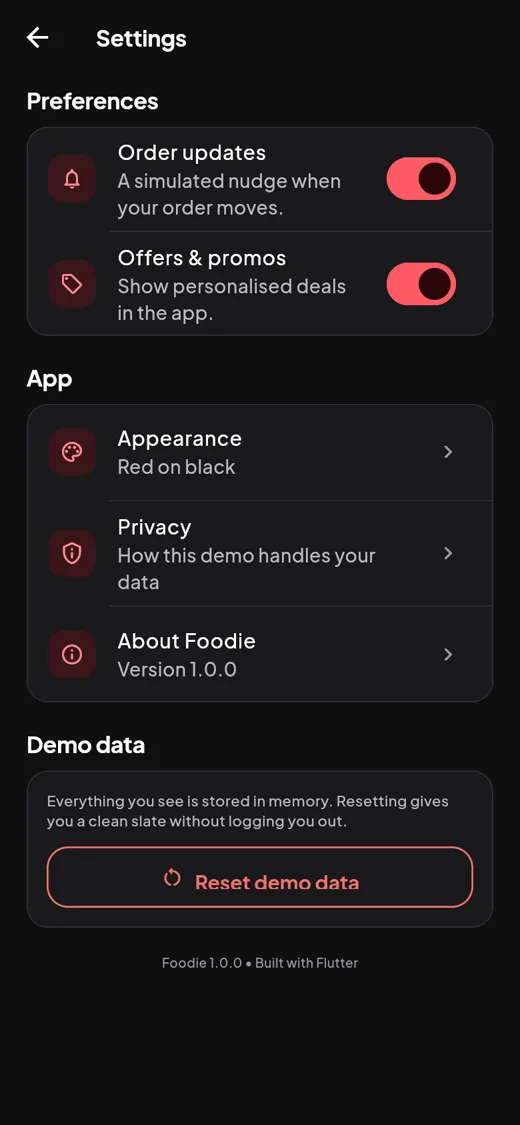 Settings
Preferences
Order updates
A simulated nudge when
your order moves.
Offers & promos
Show personalised deals
in the app.
App
Appearance
Red on black
Privacy
How this demo handles your
data
About Foodie
Version 1.0.0
Demo data
Everything you see is stored in memory. Resetting gives
you a clean slate without logging you out.
Reset demo data
Foodie 1.0.0 • Built with Flutter